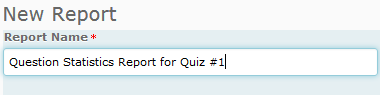 New Report
Report Name *
Question Statistics Report for Quiz #1